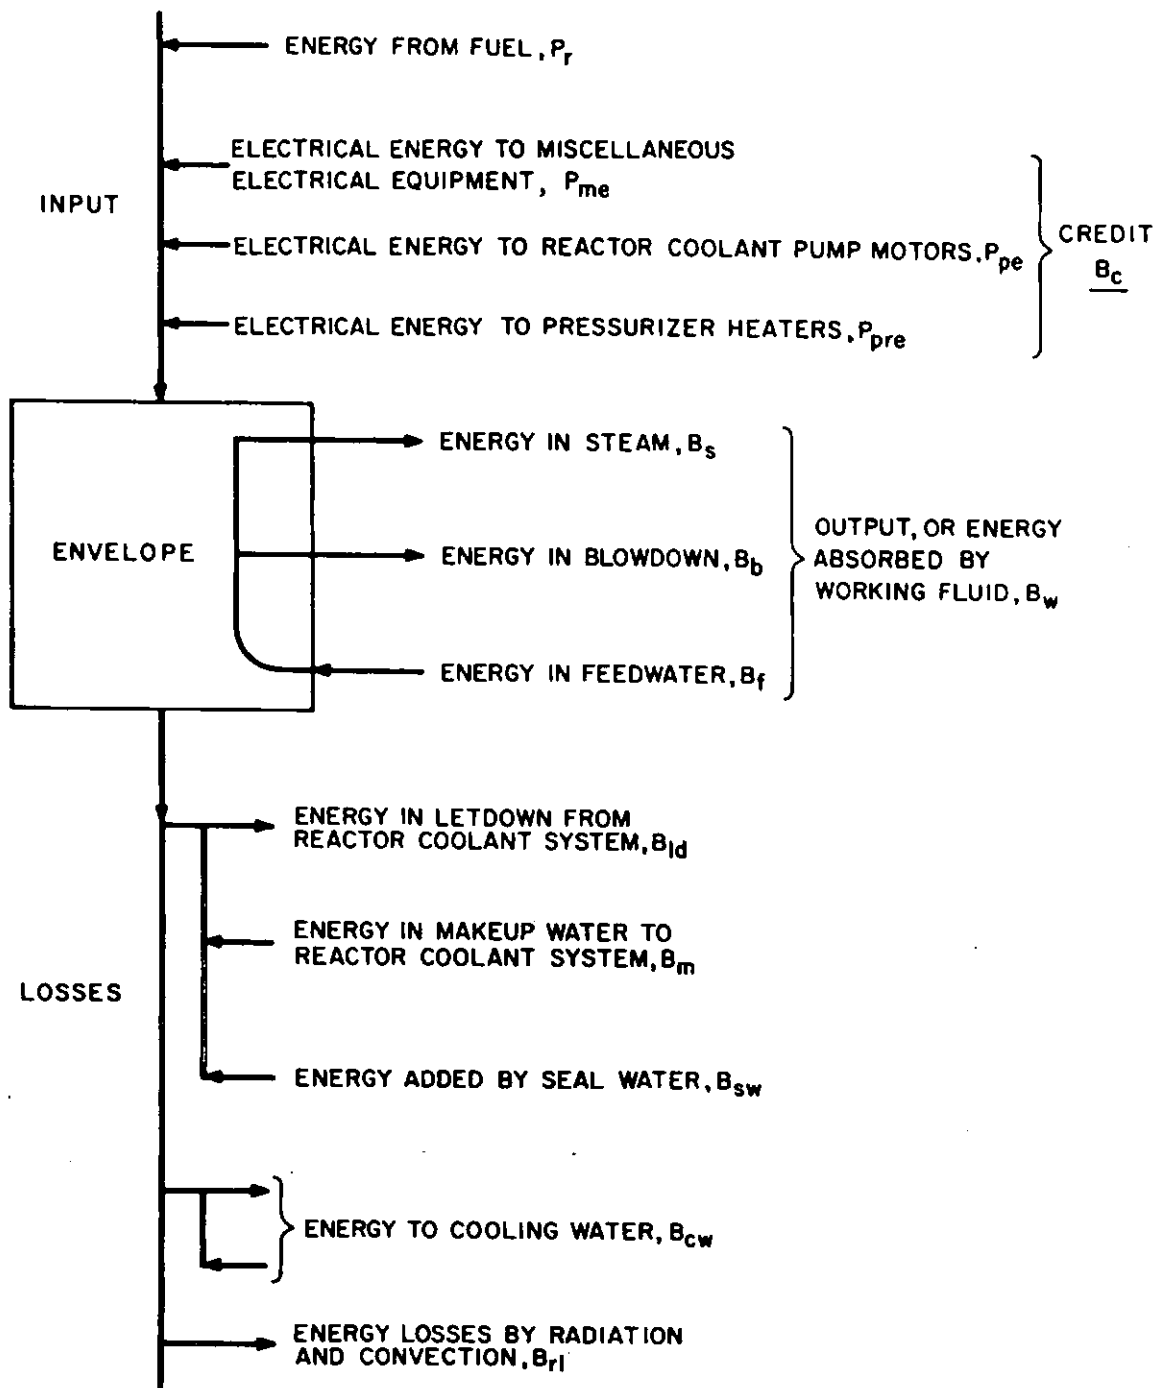 ENERGY FROM FUEL, Pr
ELECTRICAL ENERGY TO MISCELLANEOUS
ELECTRICAL EQUIPMENT, Pme
INPUT
ELECTRICAL ENERGY TO REACTOR COOLANT PUMP MOTORS, Ppe
CREDIT
Bc
ELECTRICAL ENERGY TO PRESSURIZER HEATERS, Ppre
ENERGY IN STEAM, Bs
ENVELOPE
ENERGY IN BLOWDOWN, Bb
OUTPUT, OR ENERGY
ABSORBED BY
WORKING FLUID, Bw
ENERGY IN FEEDWATER, Bf
ENERGY IN LETDOWN FROM
REACTOR COOLANT SYSTEM, Bld
ENERGY IN MAKEUP WATER TO
REACTOR COOLANT SYSTEM, Bm
LOSSES
ENERGY ADDED BY SEAL WATER, Bsw
ENERGY TO COOLING WATER, Bcw
ENERGY LOSSES BY RADIATION
AND CONVECTION, Brl